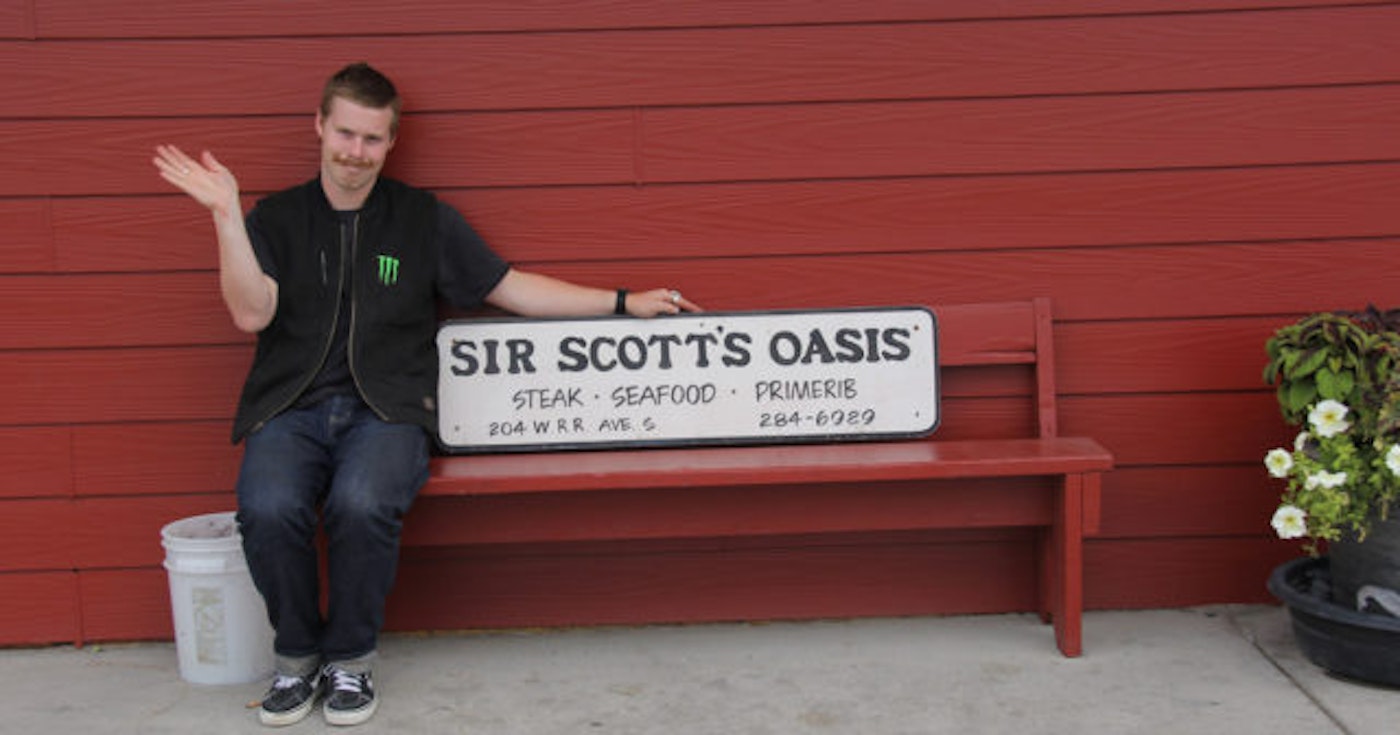 SIR SCOTT'S OASIS
STEAK · SEAFOOD · PRIMERIB
204 W. R.R. AVE. S 284-6929